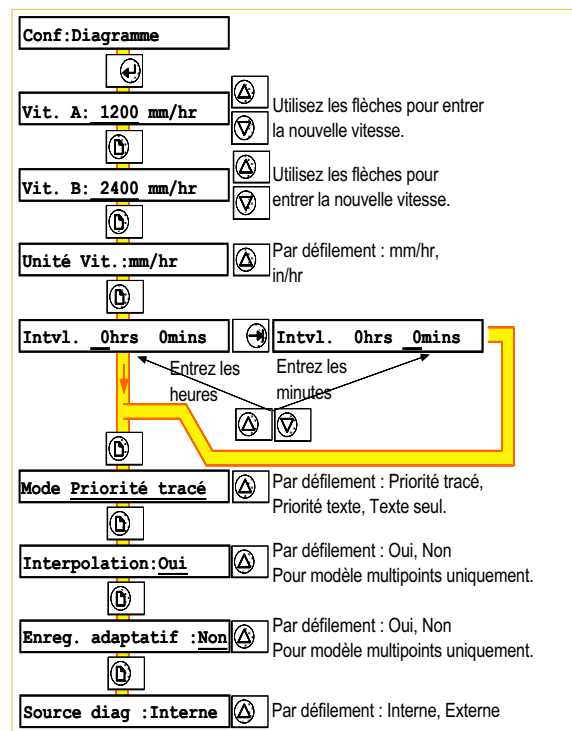 Conf:Diagramme
Vit. A: 1200 mm/hr
Utilisez les flèches pour entrer
la nouvelle vitesse.
Vit. B: 2400 mm/hr
Utilisez les flèches pour
entrer la nouvelle vitesse.
Unité Vit.:mm/hr
Par défilement : mm/hr,
in/hr
Intvl. 0hrs 0mins
Intvl. 0hrs 0mins
Entrez les
heures
Entrez les
minutes
Mode Priorité tracé
Par défilement : Priorité tracé,
Priorité texte, Texte seul.
Interpolation:Oui
Par défilement : Oui, Non
Pour modèle multipoints uniquement.
Enreg. adaptatif :Non
Par défilement : Oui, Non
Pour modèle multipoints uniquement.
Source diag :Interne
Par défilement : Interne, Externe